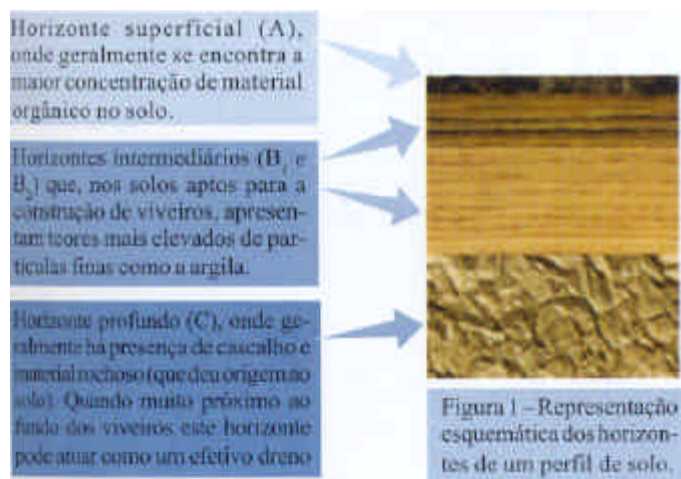 Horizonte superficial (A),
onde geralmente se encontra a
maior concentração de material
orgânico no solo.
Horizontes intermediários (B1 e
B2) que, nos solos aptos para a
construção de viveiros, apresen-
tam teores mais elevados de par-
tículas finas como a argila.
Horizonte profundo (C), onde ge-
ralmente há presença de cascalho e
material rochoso (que deu origem ao
solo). Quando muito próximo ao
fundo dos viveiros este horizonte
pode atuar como um efetivo dreno
Figura 1 – Representação
esquemática dos horizon-
tes de um perfil de solo.